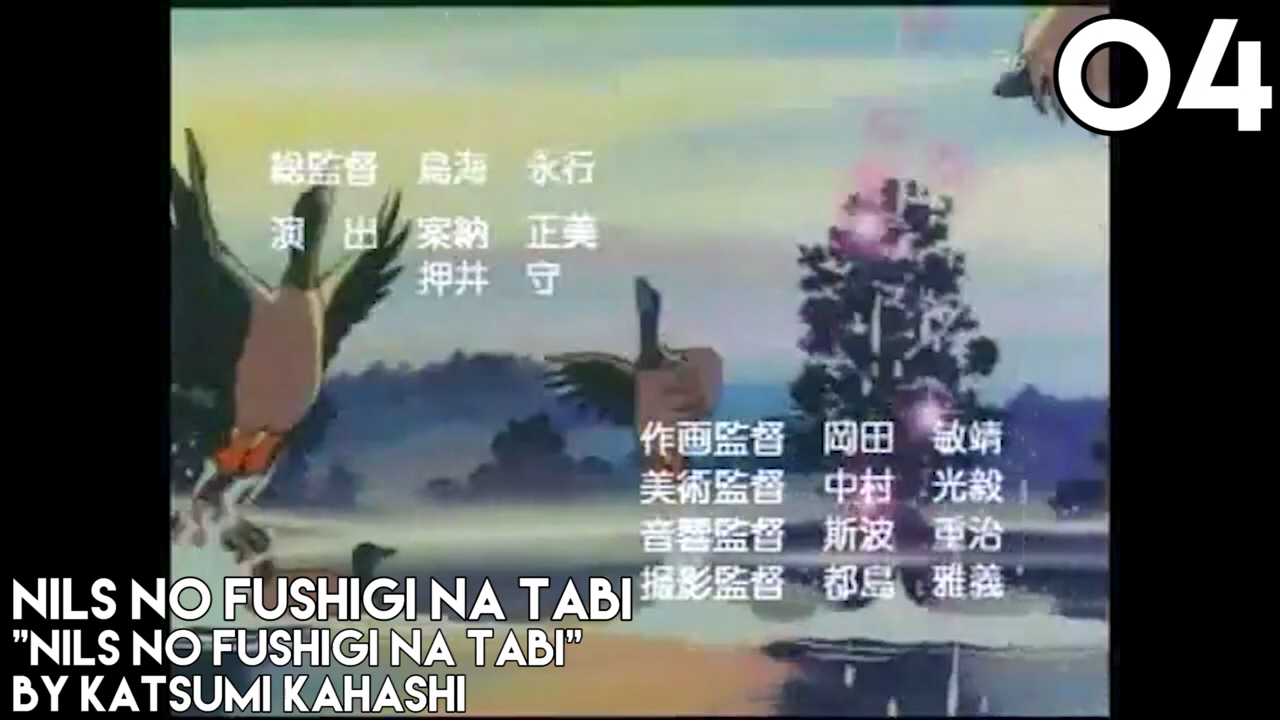 04
総監督 鳥海 永行
演 出 案納 正美
押井 守
作画監督 岡田 敏靖
美術監督 中村 光毅
音響監督 斯波 重治
撮影監督 都島 雅義
NILS NO FUSHIGI NA TABI
"NILS NO FUSHIGI NA TABI"
BY KATSUMI KAHASHI